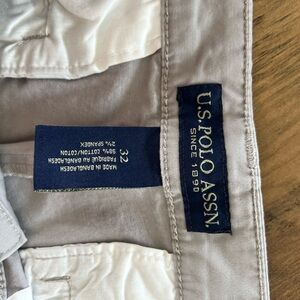 U.S. POLO ASSN.
SINCE 1890
32
MADE IN BANGLADESH
FABRIQUÉ AU BANGLADESH
98% COTTON/COTON
2% SPANDEX